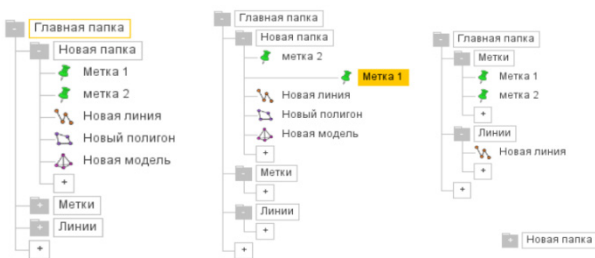 Главная папка
Новая папка
Метка 1
метка 2
Новая линия
Новый полигон
Новая модель
+
+ Метки
+ Линии
+
Главная папка
Новая папка
метка 2
Метка 1
Новая линия
Новый полигон
Новая модель
+
Метки
+
Линии
+
+
Главная папка
Метки
Метка 1
метка 2
+
Линии
Новая линия
+
+
Новая папка